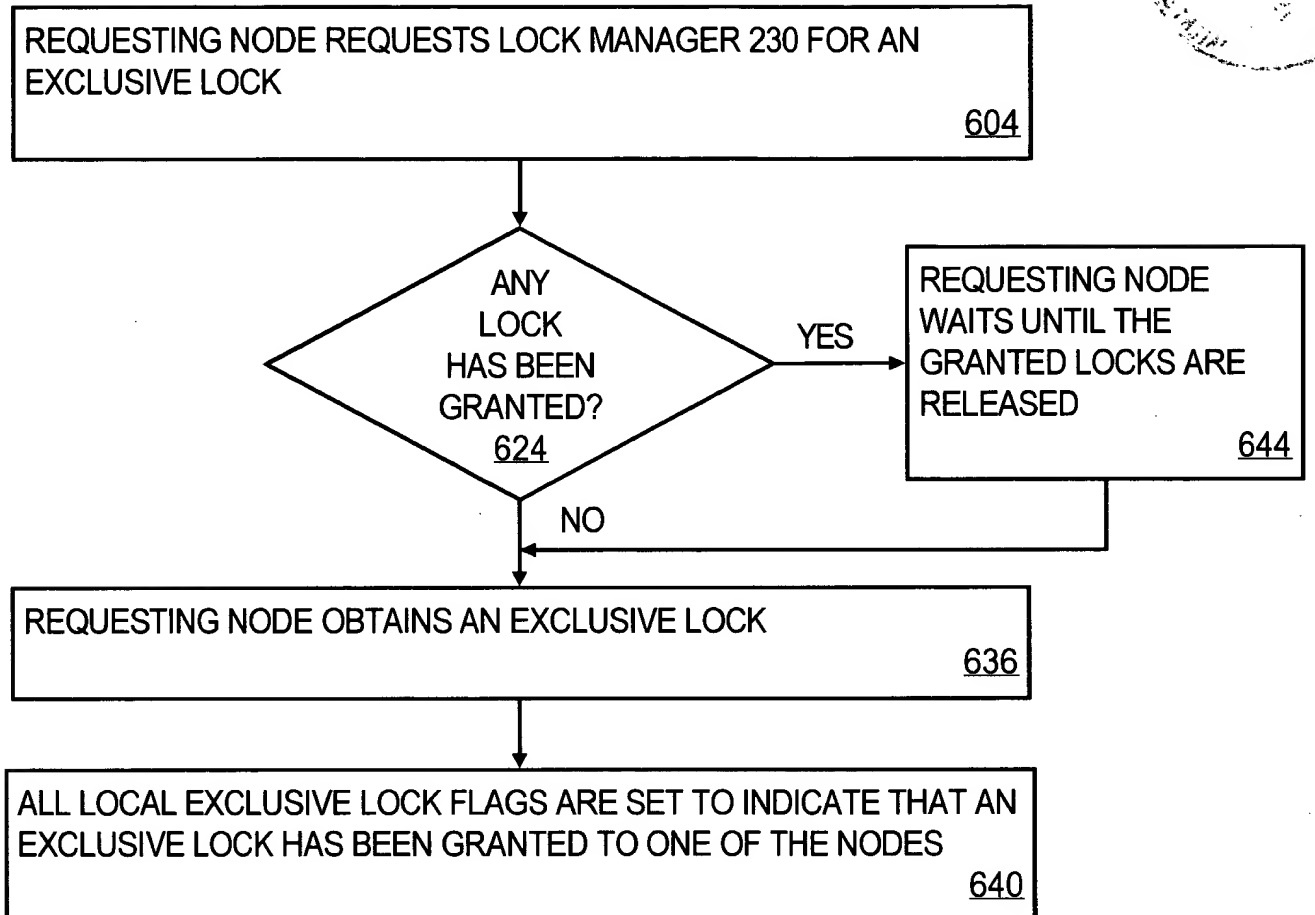 REQUESTING NODE REQUESTS LOCK MANAGER 230 FOR AN
EXCLUSIVE LOCK
604
ANY
LOCK
HAS BEEN
GRANTED?
624
YES
REQUESTING NODE
WAITS UNTIL THE
GRANTED LOCKS ARE
RELEASED
644
NO
REQUESTING NODE OBTAINS AN EXCLUSIVE LOCK
636
ALL LOCAL EXCLUSIVE LOCK FLAGS ARE SET TO INDICATE THAT AN
EXCLUSIVE LOCK HAS BEEN GRANTED TO ONE OF THE NODES
640